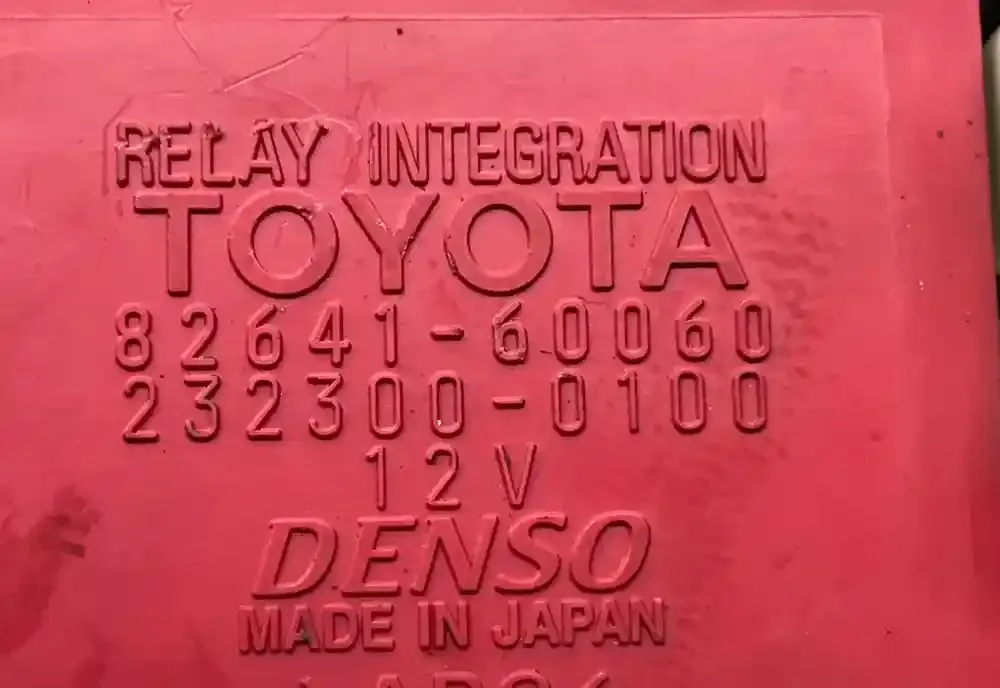 RELAY INTEGRATION
TOYOTA
82641-60060
232300-0100
12V
DENSO
MADE IN JAPAN